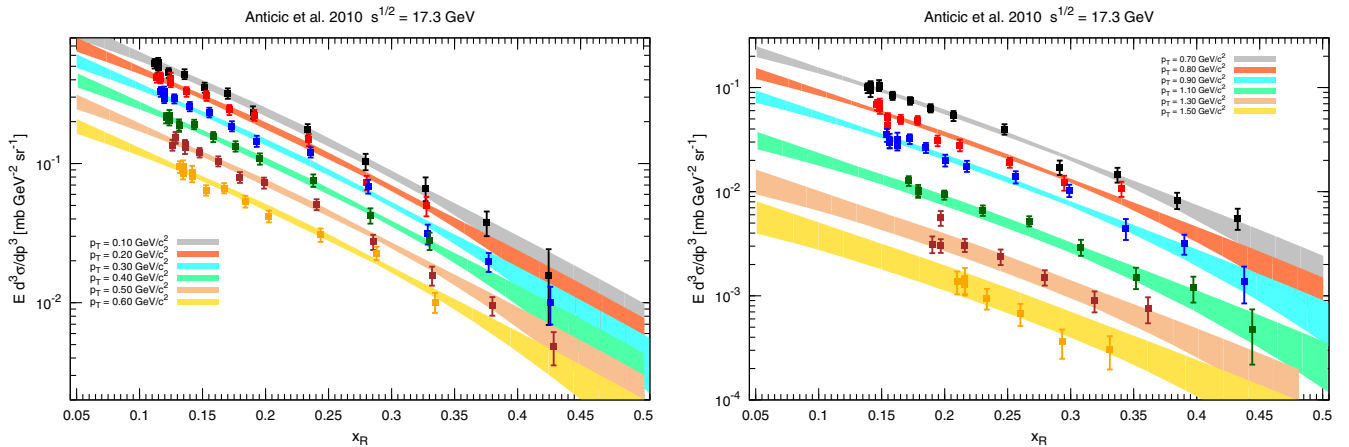 Anticic et al. 2010 s^{1/2} = 17.3 GeV
E d^3σ/dp^3 [mb GeV^{-2} sr^{-1}]
10^{-1}
10^{-2}
p_T = 0.10 GeV/c^2
p_T = 0.20 GeV/c^2
p_T = 0.30 GeV/c^2
p_T = 0.40 GeV/c^2
p_T = 0.50 GeV/c^2
p_T = 0.60 GeV/c^2
0.05 0.1 0.15 0.2 0.25 0.3 0.35 0.4 0.45 0.5
x_R
Anticic et al. 2010 s^{1/2} = 17.3 GeV
E d^3σ/dp^3 [mb GeV^{-2} sr^{-1}]
10^{-1}
10^{-2}
10^{-3}
10^{-4}
p_T = 0.70 GeV/c^2
p_T = 0.80 GeV/c^2
p_T = 0.90 GeV/c^2
p_T = 1.10 GeV/c^2
p_T = 1.30 GeV/c^2
p_T = 1.50 GeV/c^2
0.05 0.1 0.15 0.2 0.25 0.3 0.35 0.4 0.45 0.5
x_R